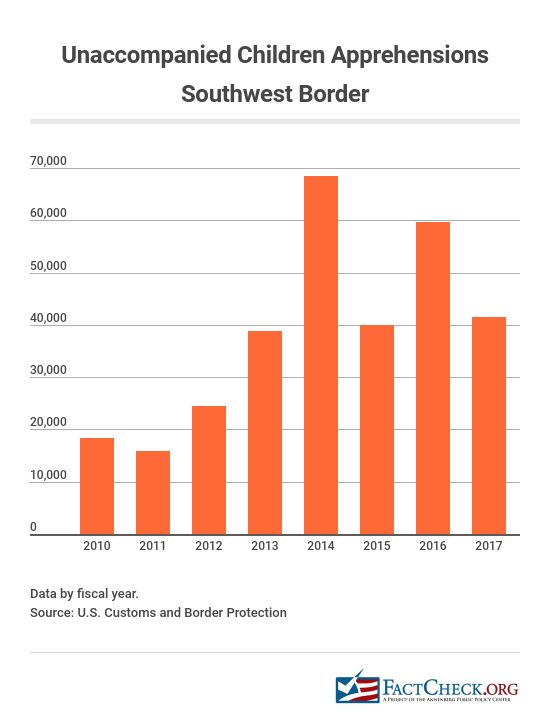 Unaccompanied Children Apprehensions
Southwest Border
70,000
60,000
50,000
40,000
30,000
20,000
10,000
0
2010 2011 2012 2013 2014 2015 2016 2017
Data by fiscal year.
Source: U.S. Customs and Border Protection
FACTCHECK.ORG
A PROJECT OF THE ANNENBERG PUBLIC POLICY CENTER